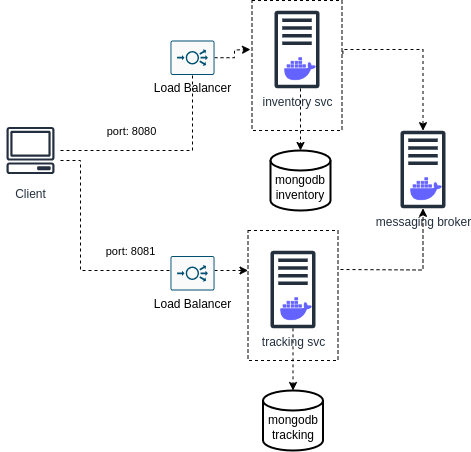 Load Balancer
inventory svc
port: 8080
mongodb
inventory
Client
messaging broker
port: 8081
Load Balancer
tracking svc
mongodb
tracking